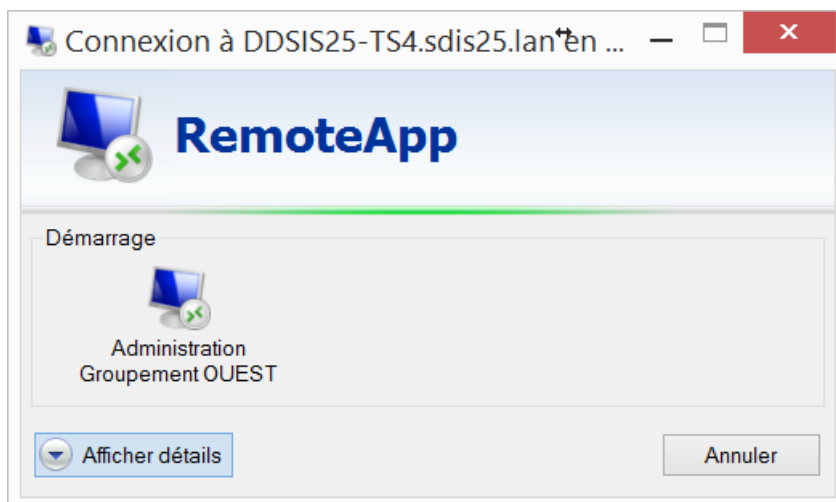 Connexion à DDSIS25-TS4.sdis25.lan en ...
RemoteApp
Démarrage
Administration
Groupement OUEST
Afficher détails
Annuler